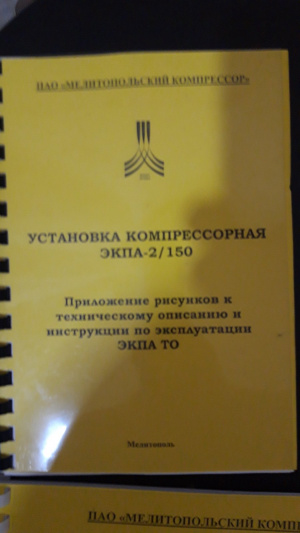 ПАО «МЕЛИТОПОЛЬСКИЙ КОМПРЕССОР»
УСТАНОВКА КОМПРЕССОРНАЯ
ЭКПА-2/150
Приложение рисунков к
техническому описанию и
инструкции по эксплуатации
ЭКПА ТО
Мелитополь
ПАО «МЕЛИТОПОЛЬСКИЙ КОМП